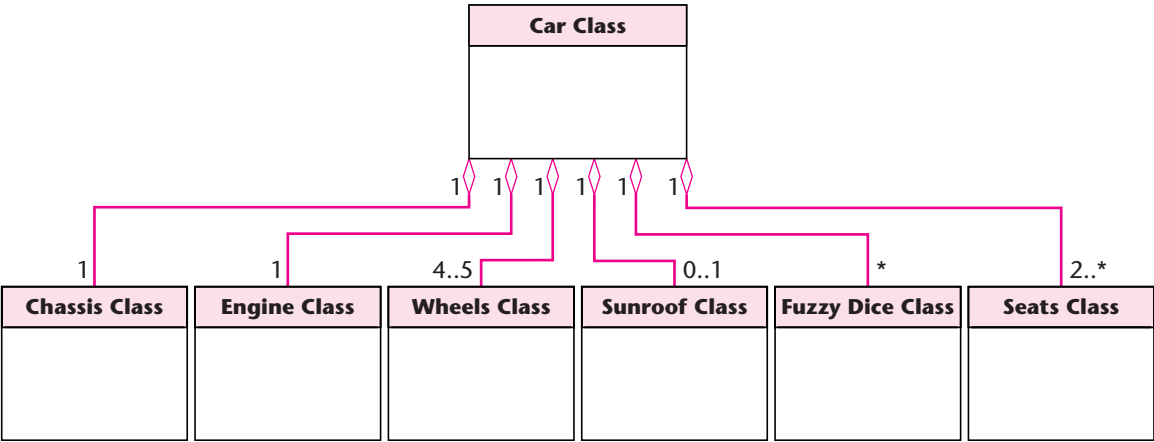 Car Class
1 1 1 1 1 1
1 1 4..5 0..1 * 2..*
Chassis Class Engine Class Wheels Class Sunroof Class Fuzzy Dice Class Seats Class